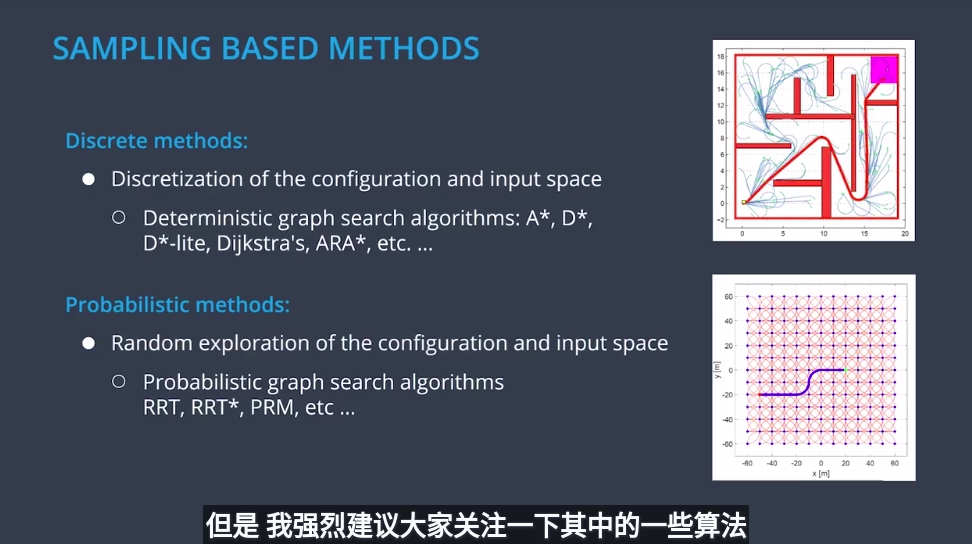 SAMPLING BASED METHODS
Discrete methods:
● Discretization of the configuration and input space
○ Deterministic graph search algorithms: A*, D*,
D*-lite, Dijkstra's, ARA*, etc. ...
Probabilistic methods:
● Random exploration of the configuration and input space
○ Probabilistic graph search algorithms
RRT, RRT*, PRM, etc ...
18
16
14
12
10
8
6
4
2
0
-2
0 5 10 15 20
60
40
20
0
-20
-40
-60
y [m]
-60 -40 -20 0 20 40 60
x [m]
但是 我强烈建议大家关注一下其中的一些算法